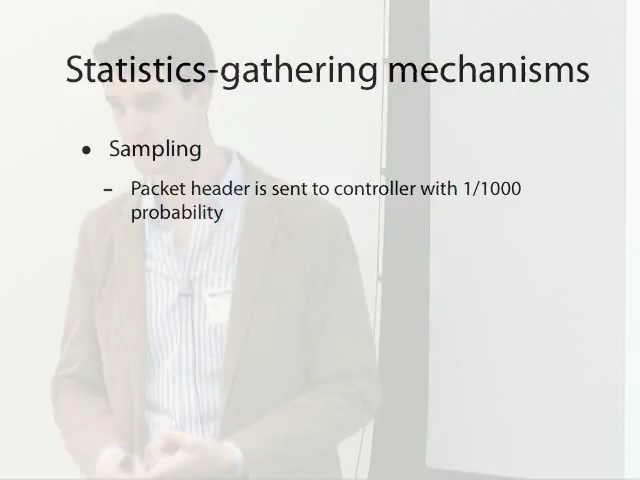 Statistics-gathering mechanisms
• Sampling
– Packet header is sent to controller with 1/1000
probability